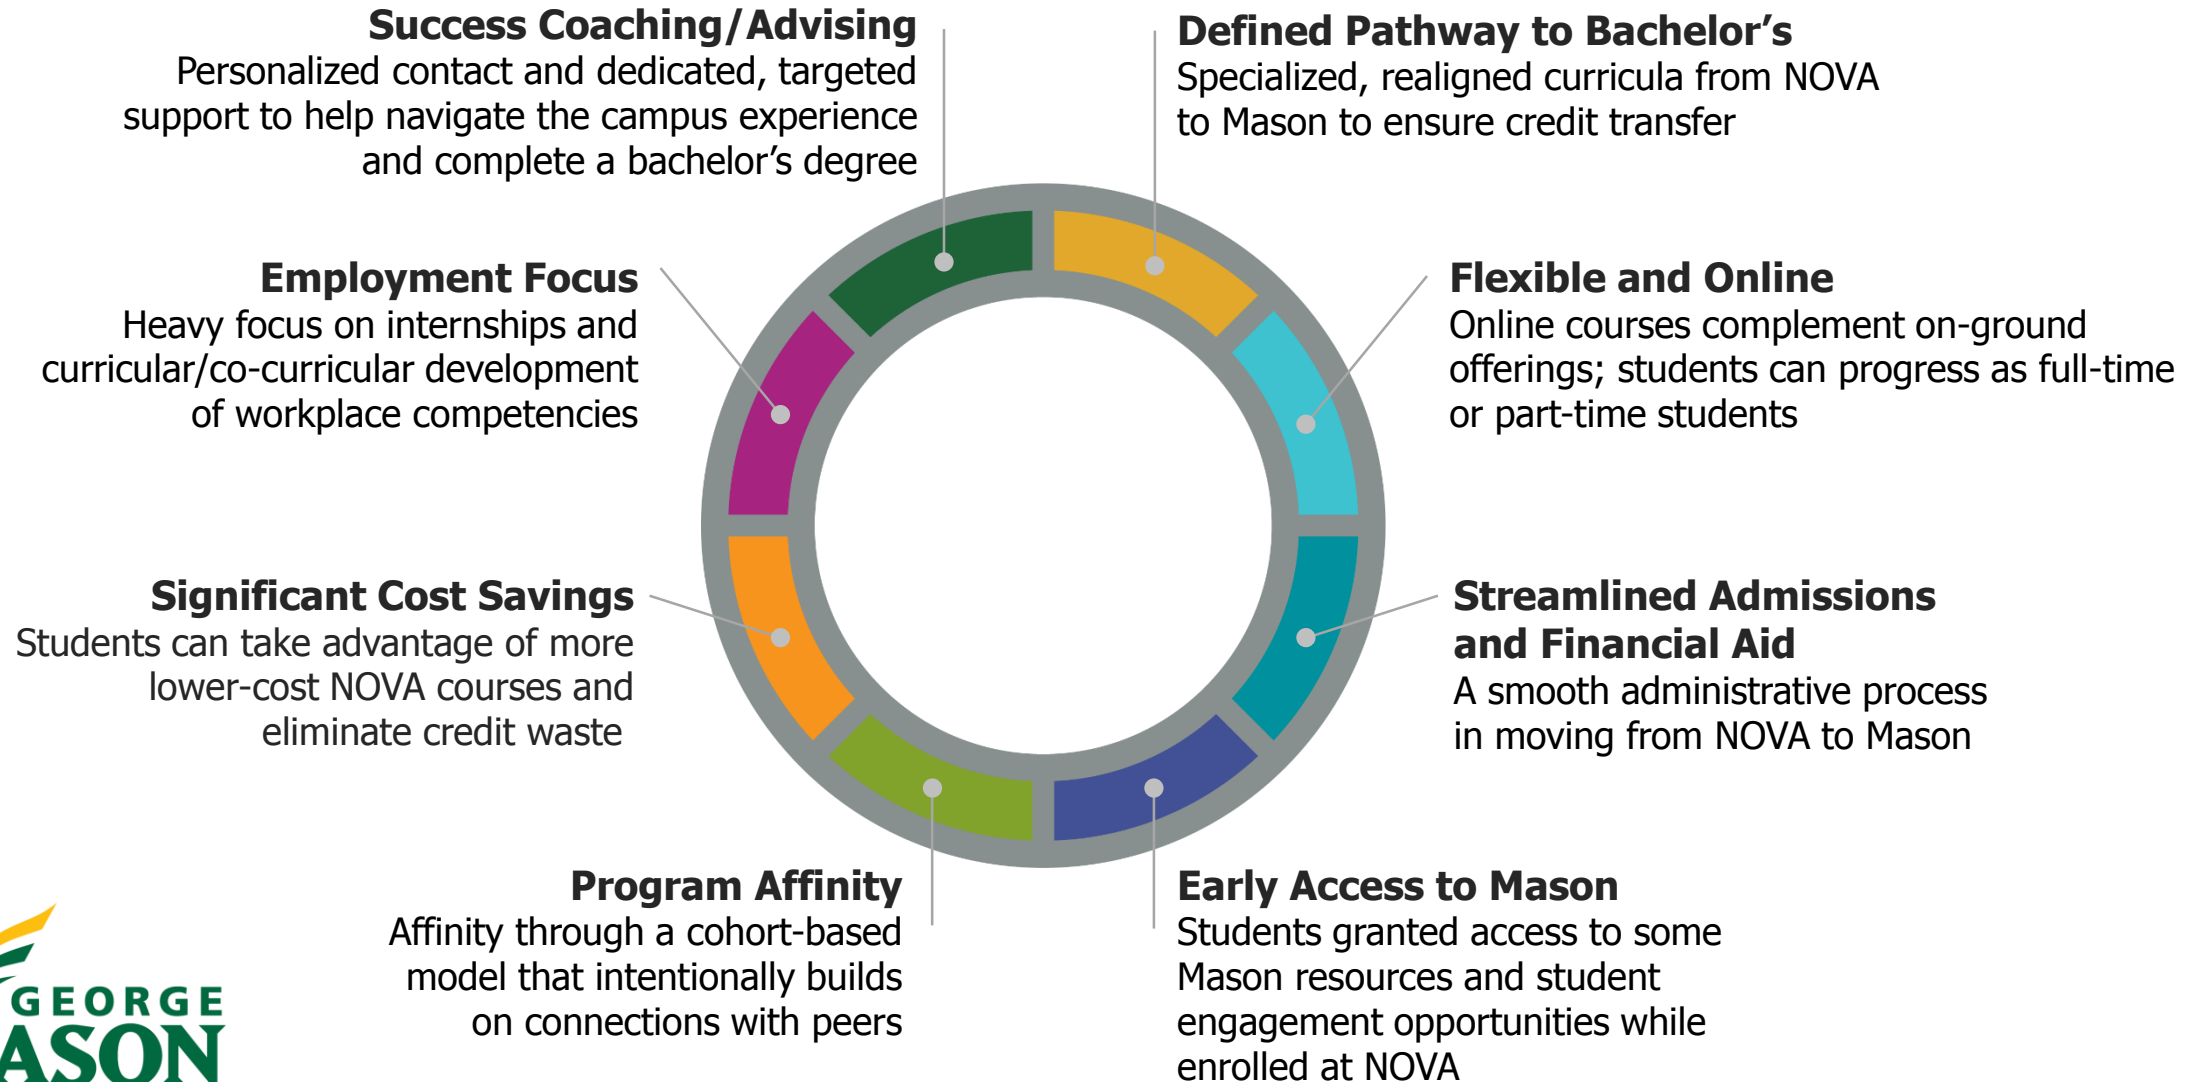 Success Coaching/Advising
Personalized contact and dedicated, targeted
support to help navigate the campus experience
and complete a bachelor’s degree
Defined Pathway to Bachelor’s
Specialized, realigned curricula from NOVA
to Mason to ensure credit transfer
Employment Focus
Heavy focus on internships and
curricular/co-curricular development
of workplace competencies
Flexible and Online
Online courses complement on-ground
offerings; students can progress as full-time
or part-time students
Significant Cost Savings
Students can take advantage of more
lower-cost NOVA courses and
eliminate credit waste
Streamlined Admissions
and Financial Aid
A smooth administrative process
in moving from NOVA to Mason
Program Affinity
Affinity through a cohort-based
model that intentionally builds
on connections with peers
Early Access to Mason
Students granted access to some
Mason resources and student
engagement opportunities while
enrolled at NOVA
GEORGE
ASON